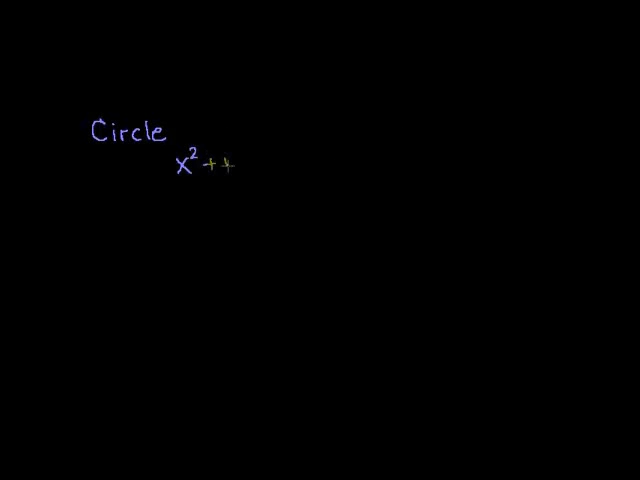 Circle
x² + +